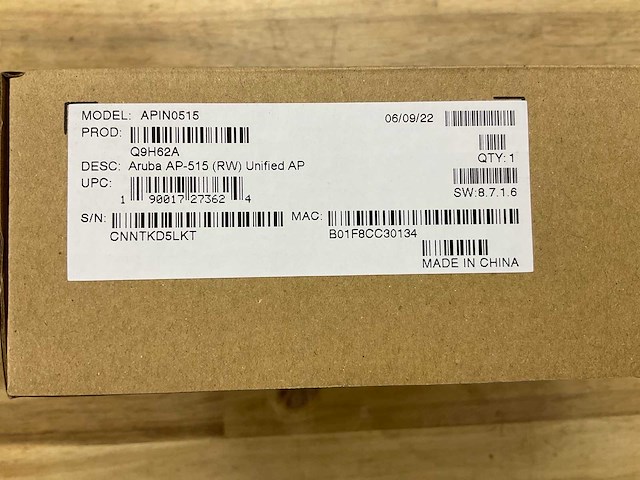 MODEL: APIN0515
06/09/22
PROD:
Q9H62A
QTY: 1
DESC: Aruba AP-515 (RW) Unified AP
UPC:
1 90017 27362 4
SW:8.7.1.6
S/N:
CNNTKD5LKT
MAC:
B01F8CC30134
MADE IN CHINA